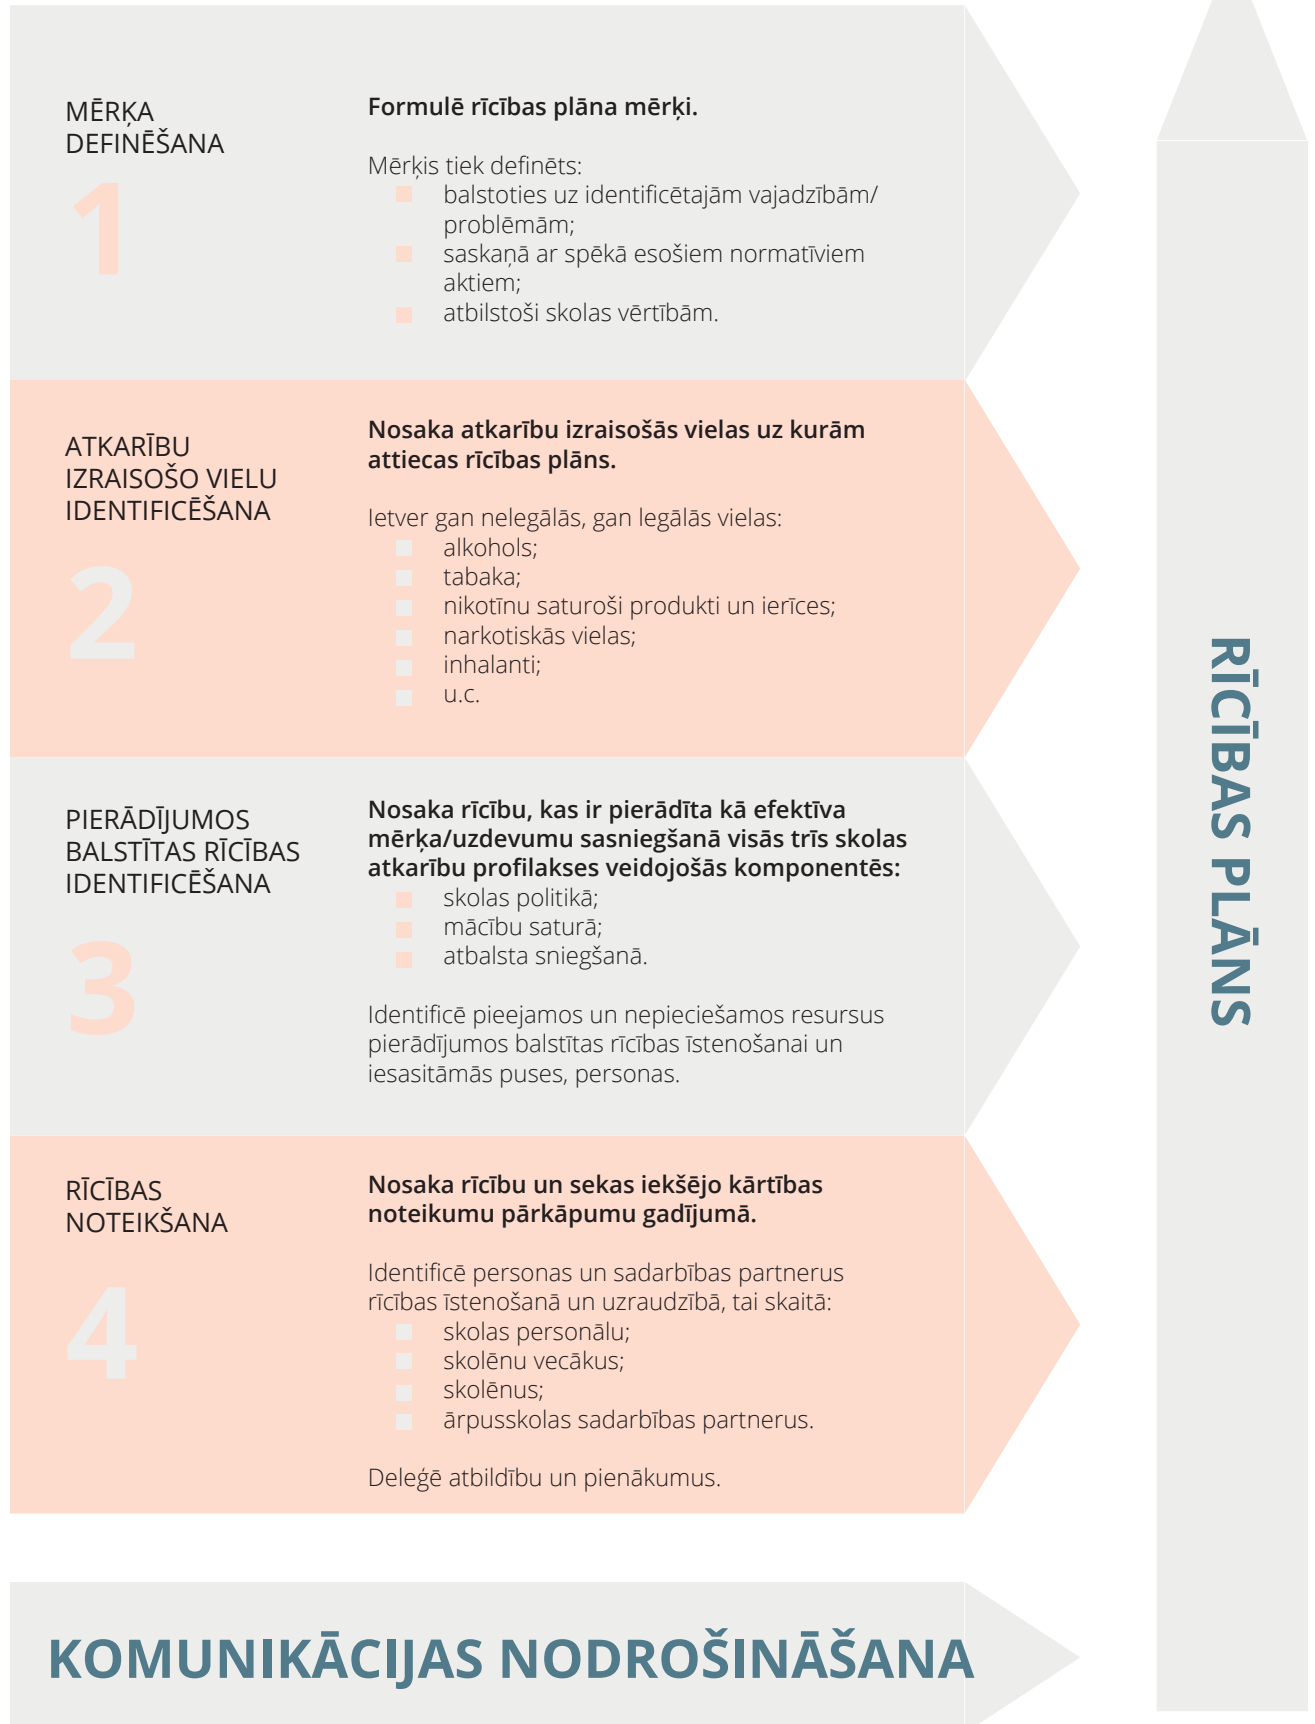 MĒRĶA
DEFINĒŠANA
1
Formulē rīcības plāna mērķi.
Mērķis tiek definēts:
balstoties uz identificētajām vajadzībām/
problēmām;
saskaņā ar spēkā esošiem normatīviem
aktiem;
atbilstoši skolas vērtībām.
ATKARĪBU
IZRAISOŠO VIELU
IDENTIFICĒŠANA
2
Nosaka atkarību izraisošās vielas uz kurām
attiecas rīcības plāns.
Ietver gan nelegālās, gan legālās vielas:
alkohols;
tabaka;
nikotīnu saturoši produkti un ierīces;
narkotiskās vielas;
inhalanti;
u.c.
PIERĀDĪJUMOS
BALSTĪTAS RĪCĪBAS
IDENTIFICĒŠANA
3
Nosaka rīcību, kas ir pierādīta kā efektīva
mērķa/uzdevumu sasniegšanā visās trīs skolas
atkarību profilakses veidojošās komponentēs:
skolas politikā;
mācību saturā;
atbalsta sniegšanā.
Identificē pieejamos un nepieciešamos resursus
pierādījumos balstītas rīcības īstenošanai un
iesasitāmās puses, personas.
RĪCĪBAS
NOTEIKŠANA
4
Nosaka rīcību un sekas iekšējo kārtības
noteikumu pārkāpumu gadījumā.
Identificē personas un sadarbības partnerus
rīcības īstenošanā un uzraudzībā, tai skaitā:
skolas personālu;
skolēnu vecākus;
skolēnus;
ārpusskolas sadarbības partnerus.
Deleģē atbildību un pienākumus.
KOMUNIKĀCIJAS NODROŠINĀŠANA
RĪCĪBAS PLĀNS